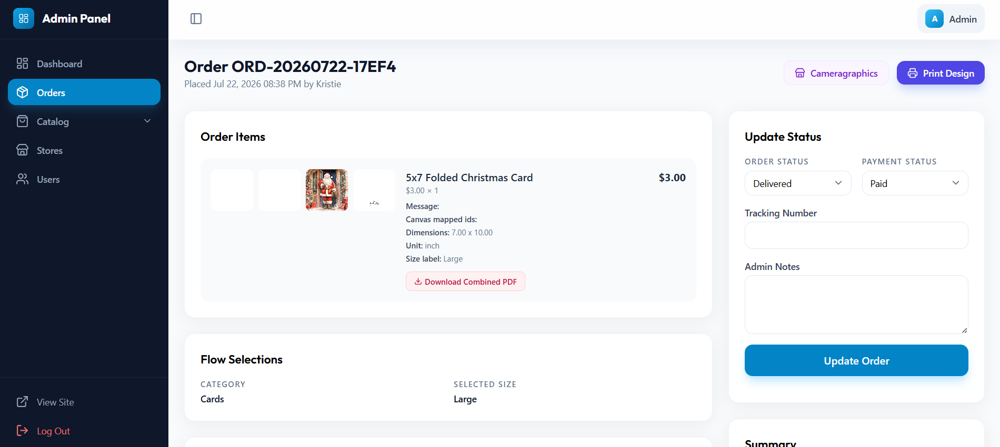 Admin Panel
Dashboard
Orders
Catalog
Stores
Users
View Site
Log Out
A Admin
Order ORD-20260722-17EF4
Placed Jul 22, 2026 08:38 PM by Kristie
Cameragraphics
Print Design
Order Items
5x7 Folded Christmas Card
$3.00
$3.00 × 1
Message:
Canvas mapped ids:
Dimensions: 7.00 x 10.00
Unit: inch
Size label: Large
Download Combined PDF
Flow Selections
CATEGORY
Cards
SELECTED SIZE
Large
Update Status
ORDER STATUS
Delivered
PAYMENT STATUS
Paid
Tracking Number
Admin Notes
Update Order
Summary